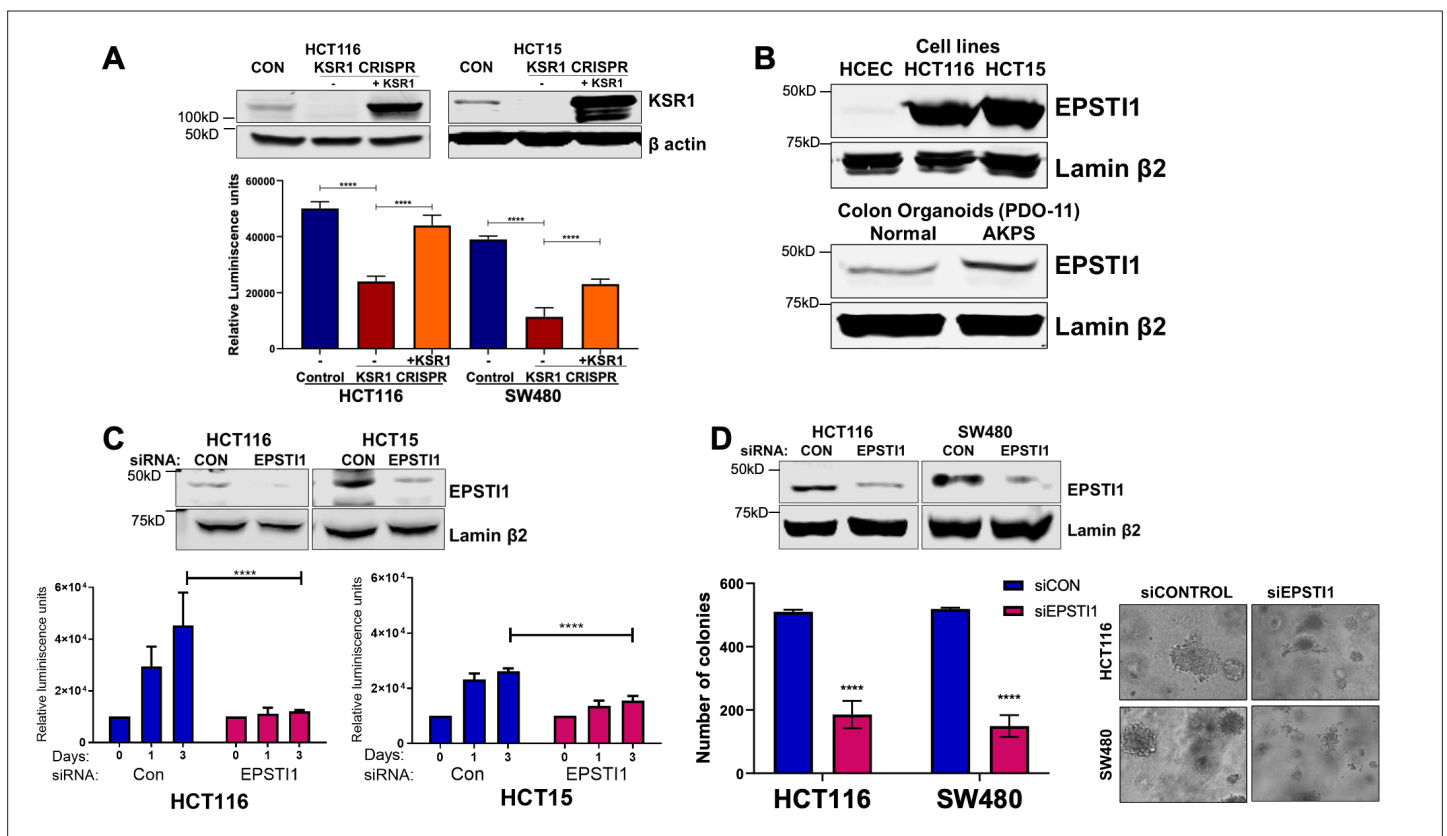 A
HCT116
HCT15
CON
KSR1 CRISPR
CON
KSR1 CRISPR
-
+ KSR1
-
+ KSR1
KSR1
100kD
50kD
β actin
Relative Luminiscence units
60000
40000
20000
0
****
****
****
****
-
-
+KSR1
-
-
+KSR1
Control
KSR1 CRISPR
Control
KSR1 CRISPR
HCT116
SW480
B
Cell lines
HCEC HCT116 HCT15
50kD
EPSTI1
75kD
Lamin β2
Colon Organoids (PDO-11)
Normal
AKPS
50kD
EPSTI1
75kD
Lamin β2
C
HCT116
HCT15
siRNA: CON EPSTI1
CON EPSTI1
50kD
EPSTI1
75kD
Lamin β2
Relative luminiscence units
6×10⁴
4×10⁴
2×10⁴
0
****
Days: 0 1 3 0 1 3
siRNA: Con EPSTI1
HCT116
Relative luminiscence units
6×10⁴
4×10⁴
2×10⁴
0
****
Days: 0 1 3 0 1 3
siRNA: Con EPSTI1
HCT15
D
HCT116
SW480
siRNA: CON EPSTI1
CON EPSTI1
50kD
EPSTI1
75kD
Lamin β2
Number of colonies
600
400
200
0
****
****
HCT116
SW480
siCON
siEPSTI1
siCONTROL
siEPSTI1
HCT116
SW480